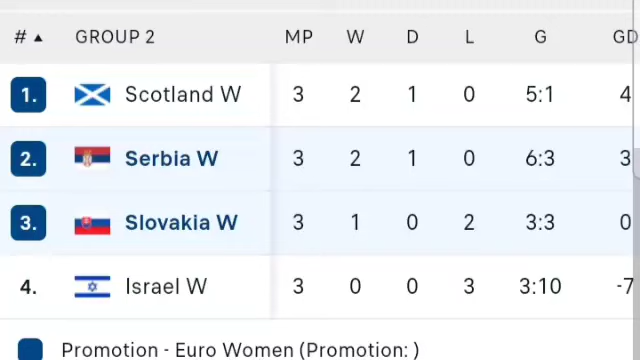 # ▲ GROUP 2 MP W D L G GD
1. Scotland W 3 2 1 0 5:1 4
2. Serbia W 3 2 1 0 6:3 3
3. Slovakia W 3 1 0 2 3:3 0
4. Israel W 3 0 0 3 3:10 -7
Promotion - Euro Women (Promotion: )